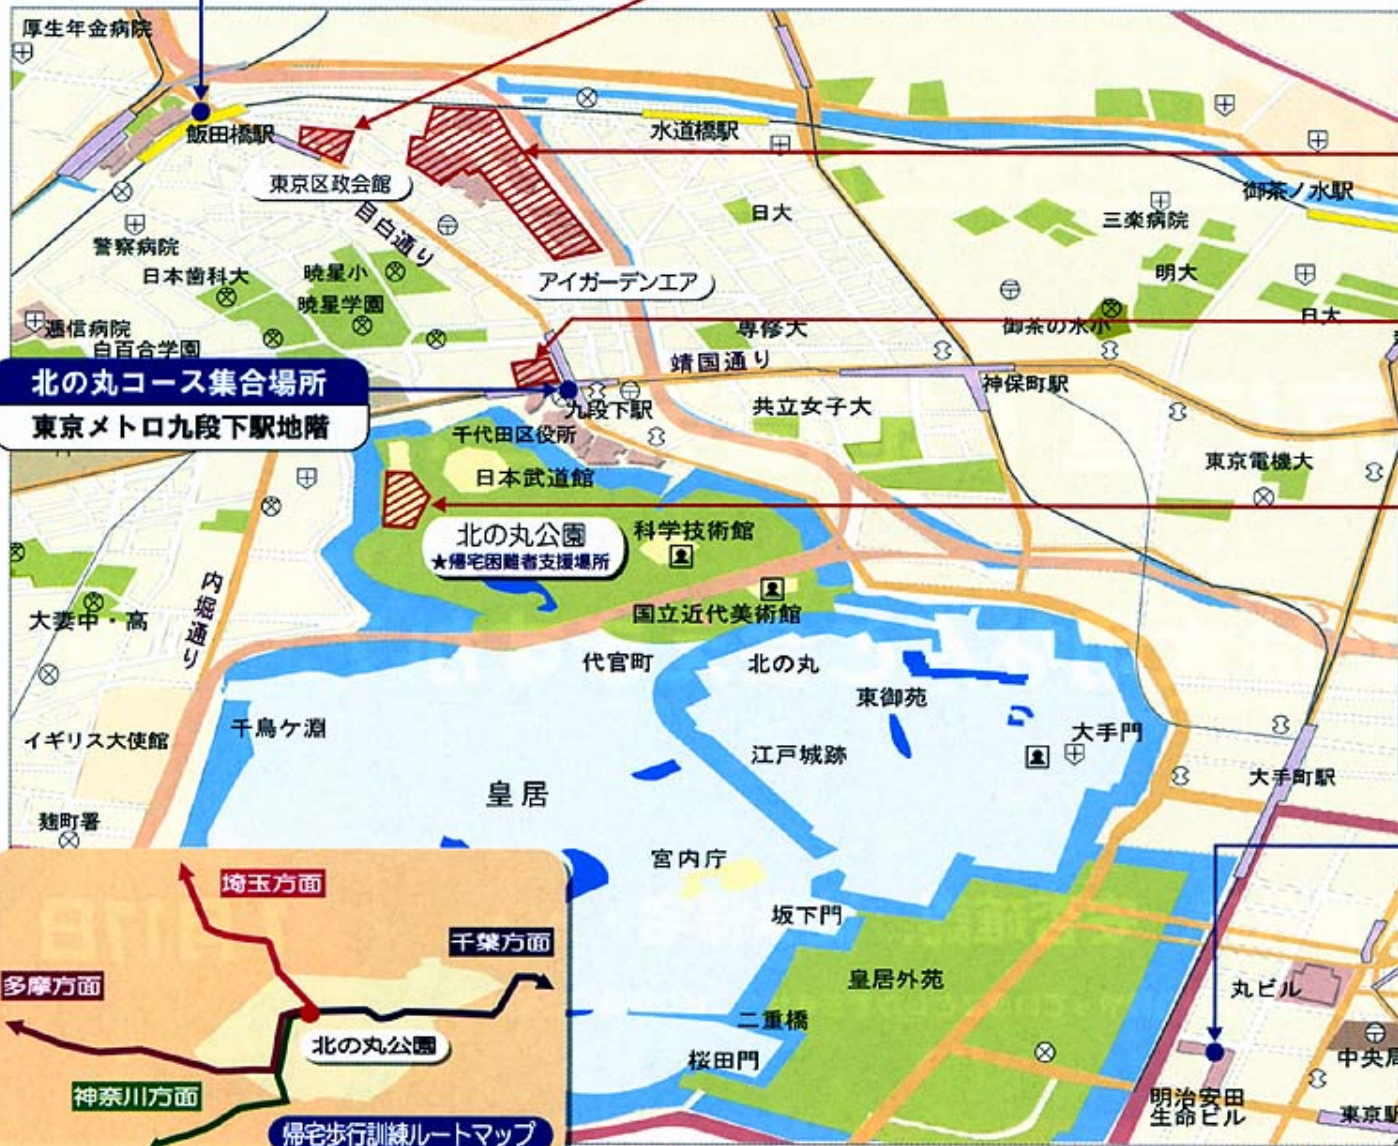 厚生年金病院
飯田橋駅
水道橋駅
東京区政会館
御茶ノ水駅
日大
三楽病院
目白通り
警察病院
日本歯科大
暁星小
暁星学園
アイガーデンエア
明大
逓信病院
白百合学園
専修大
御茶の水小
日大
靖国通り
北の丸コース集合場所
東京メトロ九段下駅地階
神保町駅
九段下駅
共立女子大
千代田区役所
日本武道館
東京電機大
北の丸公園
★帰宅困難者支援場所
科学技術館
国立近代美術館
内堀通り
大妻中・高
代官町
北の丸
東御苑
千鳥ケ淵
イギリス大使館
江戸城跡
大手門
皇居
大手町駅
麹町署
宮内庁
坂下門
皇居外苑
丸ビル
二重橋
桜田門
中央局
明治安田
生命ビル
東京駅
埼玉方面
千葉方面
多摩方面
北の丸公園
神奈川方面
帰宅歩行訓練ルートマップ